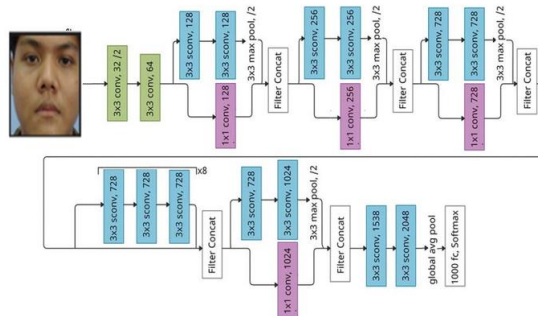 3x3 conv, 32 /2
3x3 conv, 64
3x3 sconv, 128
3x3 sconv, 128
3x3 max pool, /2
1x1 conv, 128
Filter Concat
3x3 sconv, 256
3x3 sconv, 256
3x3 max pool, /2
1x1 conv, 256
Filter Concat
3x3 sconv, 728
3x3 sconv, 728
3x3 max pool, /2
1x1 conv, 728
Filter Concat
3x3 sconv, 728
3x3 sconv, 728
3x3 sconv, 728
x8
Filter Concat
3x3 sconv, 728
3x3 sconv, 1024
3x3 max pool, /2
1x1 conv, 1024
Filter Concat
3x3 sconv, 1538
3x3 sconv, 2048
global avg pool
1000 fc, Softmax